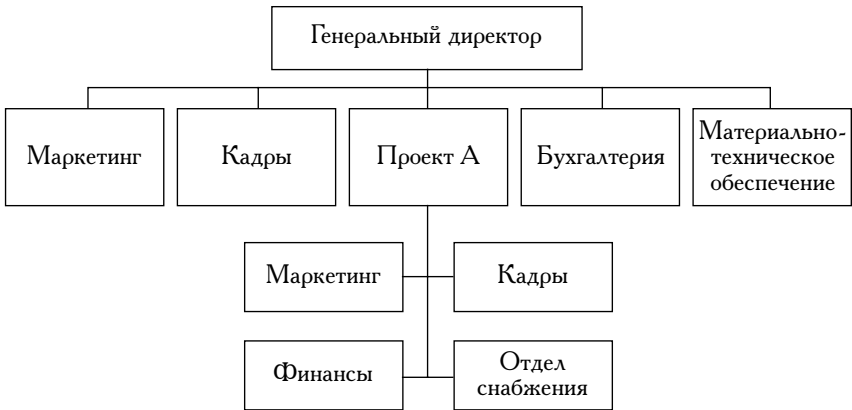 Генеральный директор
Маркетинг
Кадры
Проект А
Бухгалтерия
Материально-
техническое
обеспечение
Маркетинг
Кадры
Финансы
Отдел
снабжения